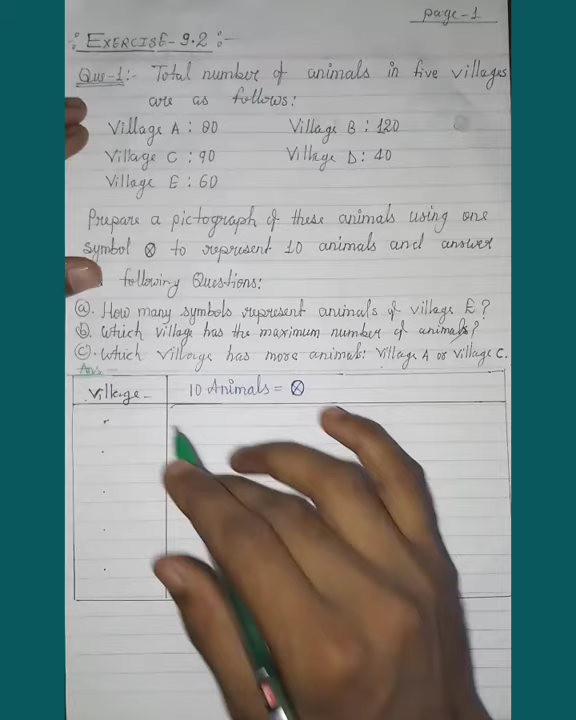 page-1
:- EXERCISE-9.2 :-
Que-1:- Total number of animals in five villages
are as follows:
Village A : 80 Village B : 120
Village C : 90 Village D : 40
Village E : 60
Prepare a pictograph of these animals using one
symbol ⊗ to represent 10 animals and answer
following Questions:
(a). How many symbols represent animals of village E?
(b). Which village has the maximum number of animals?
(c). Which village has more animals: village A or village C.
Ans:-
Village 10 Animals = ⊗